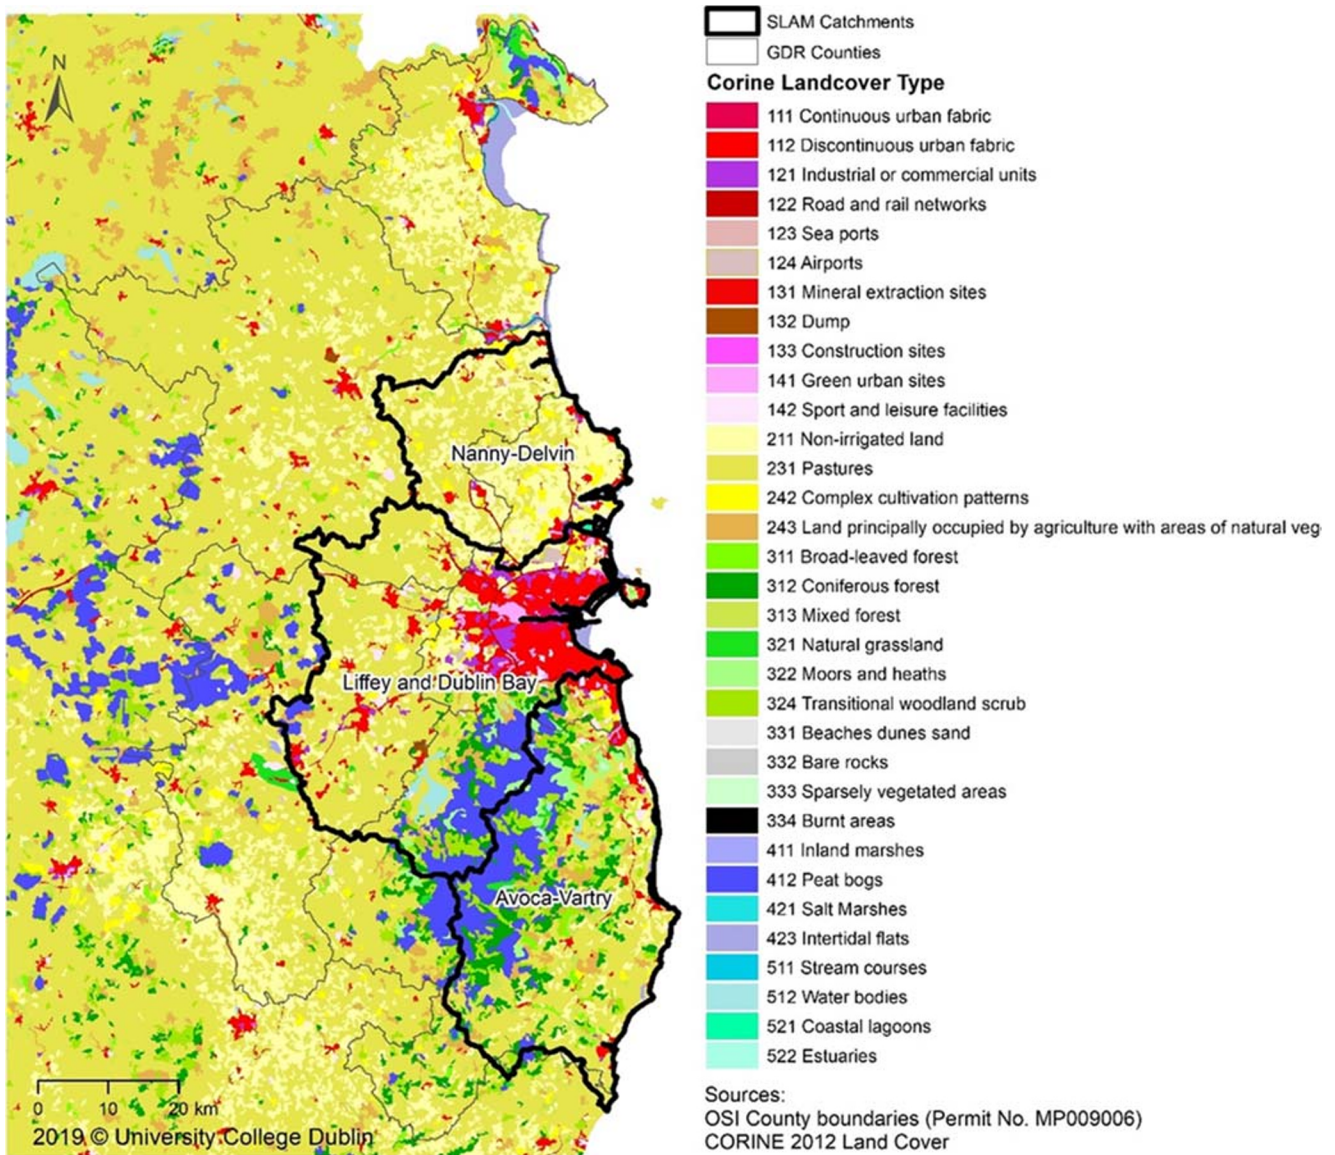 SLAM Catchments
GDR Counties
Corine Landcover Type
111 Continuous urban fabric
112 Discontinuous urban fabric
121 Industrial or commercial units
122 Road and rail networks
123 Sea ports
124 Airports
131 Mineral extraction sites
132 Dump
133 Construction sites
141 Green urban sites
142 Sport and leisure facilities
211 Non-irrigated land
231 Pastures
242 Complex cultivation patterns
243 Land principally occupied by agriculture with areas of natural veg
311 Broad-leaved forest
312 Coniferous forest
313 Mixed forest
321 Natural grassland
322 Moors and heaths
324 Transitional woodland scrub
331 Beaches dunes sand
332 Bare rocks
333 Sparsely vegetated areas
334 Burnt areas
411 Inland marshes
412 Peat bogs
421 Salt Marshes
423 Intertidal flats
511 Stream courses
512 Water bodies
521 Coastal lagoons
522 Estuaries
Sources:
OSI County boundaries (Permit No. MP009006)
CORINE 2012 Land Cover
N
Nanny-Delvin
Liffey and Dublin Bay
Avoca-Vartry
0 10 20 km
2019 © University College Dublin